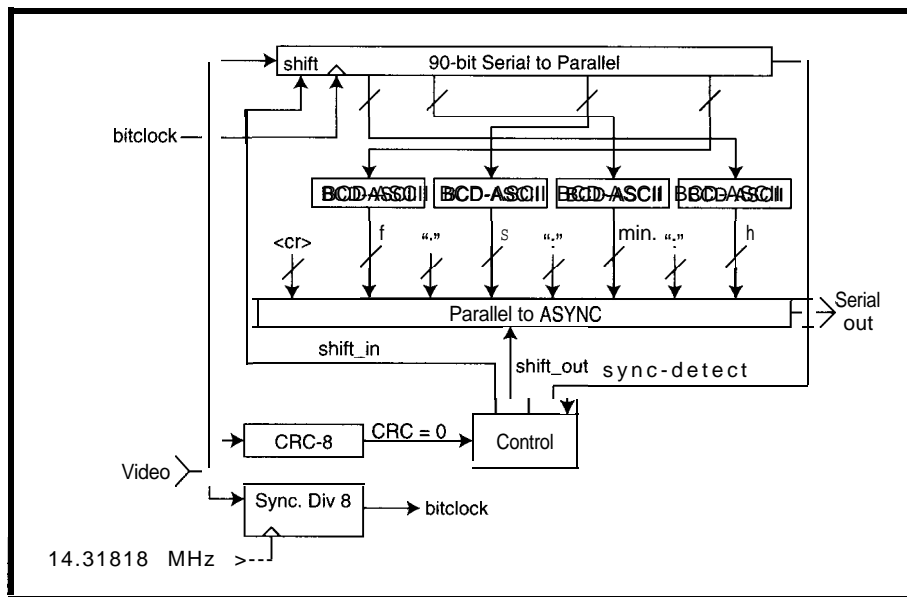 shift
90-bit Serial to Parallel
bitclock
BCD-ASCII BCD-ASCII BCD-ASCII BCD-ASCII
<cr> f ":" s ":" min. ":" h
Parallel to ASYNC
Serial
out
shift_in
shift_out
sync-detect
CRC-8
CRC = 0
Control
Video
Sync. Div 8
bitclock
14.31818 MHz